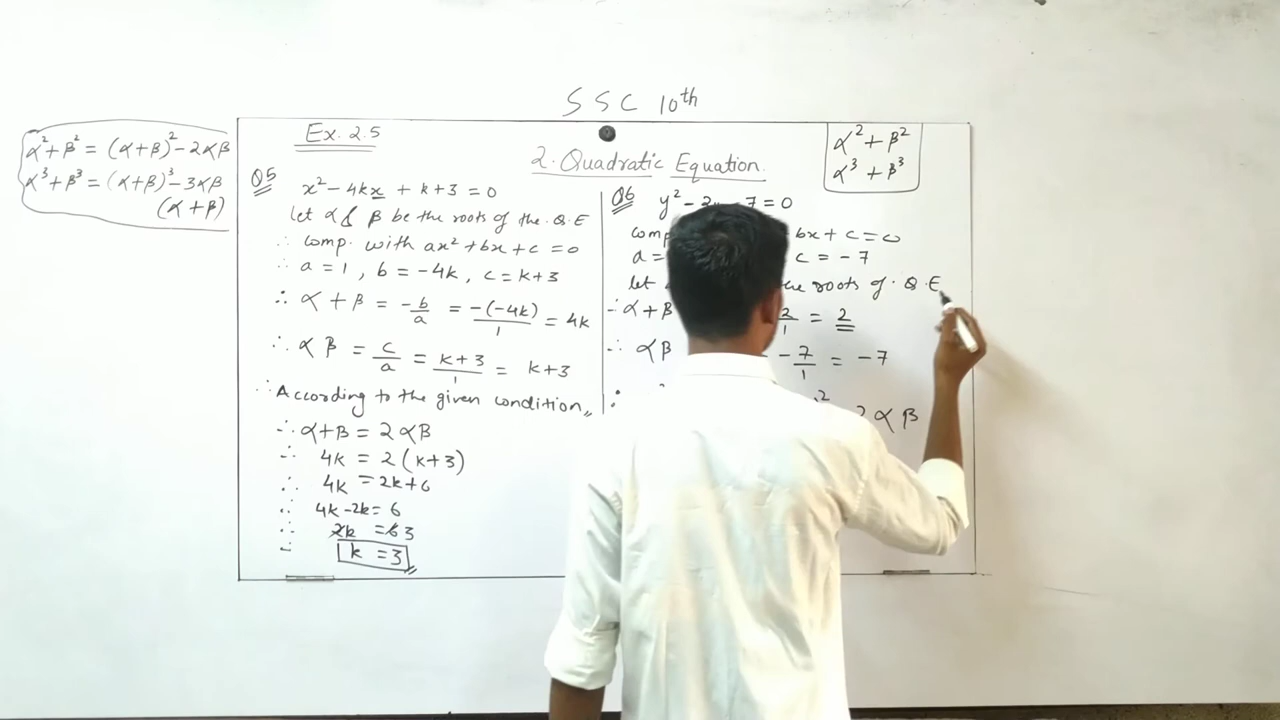 SSC 10th
α²+β² = (α+β)² - 2αβ
α³+β³ = (α+β)³ - 3αβ
(α+β)
Ex. 2.5
2. Quadratic Equation.
α²+β²
α³+β³
Q5
x² - 4kx + k+3 = 0
let α & β be the roots of the Q.E
∴ comp. with ax²+bx+c=0
∴ a=1, b=-4k, c=k+3
∴ α+β = -b/a = -(-4k)/1 = 4k
∴ αβ = c/a = k+3/1 = k+3
∴ According to the given condition,,
∴ α+β = 2αβ
∴ 4k = 2(k+3)
∴ 4k = 2k+6
∴ 4k-2k = 6
∴ 2k = 6 3
∴ k = 3
Q6
y² - 7 = 0
bx + c = 0
a = c = -7
let roots of Q.E
∴ α+β 2/1 = 2
∴ αβ -7/1 = -7
∴ 2 αβ